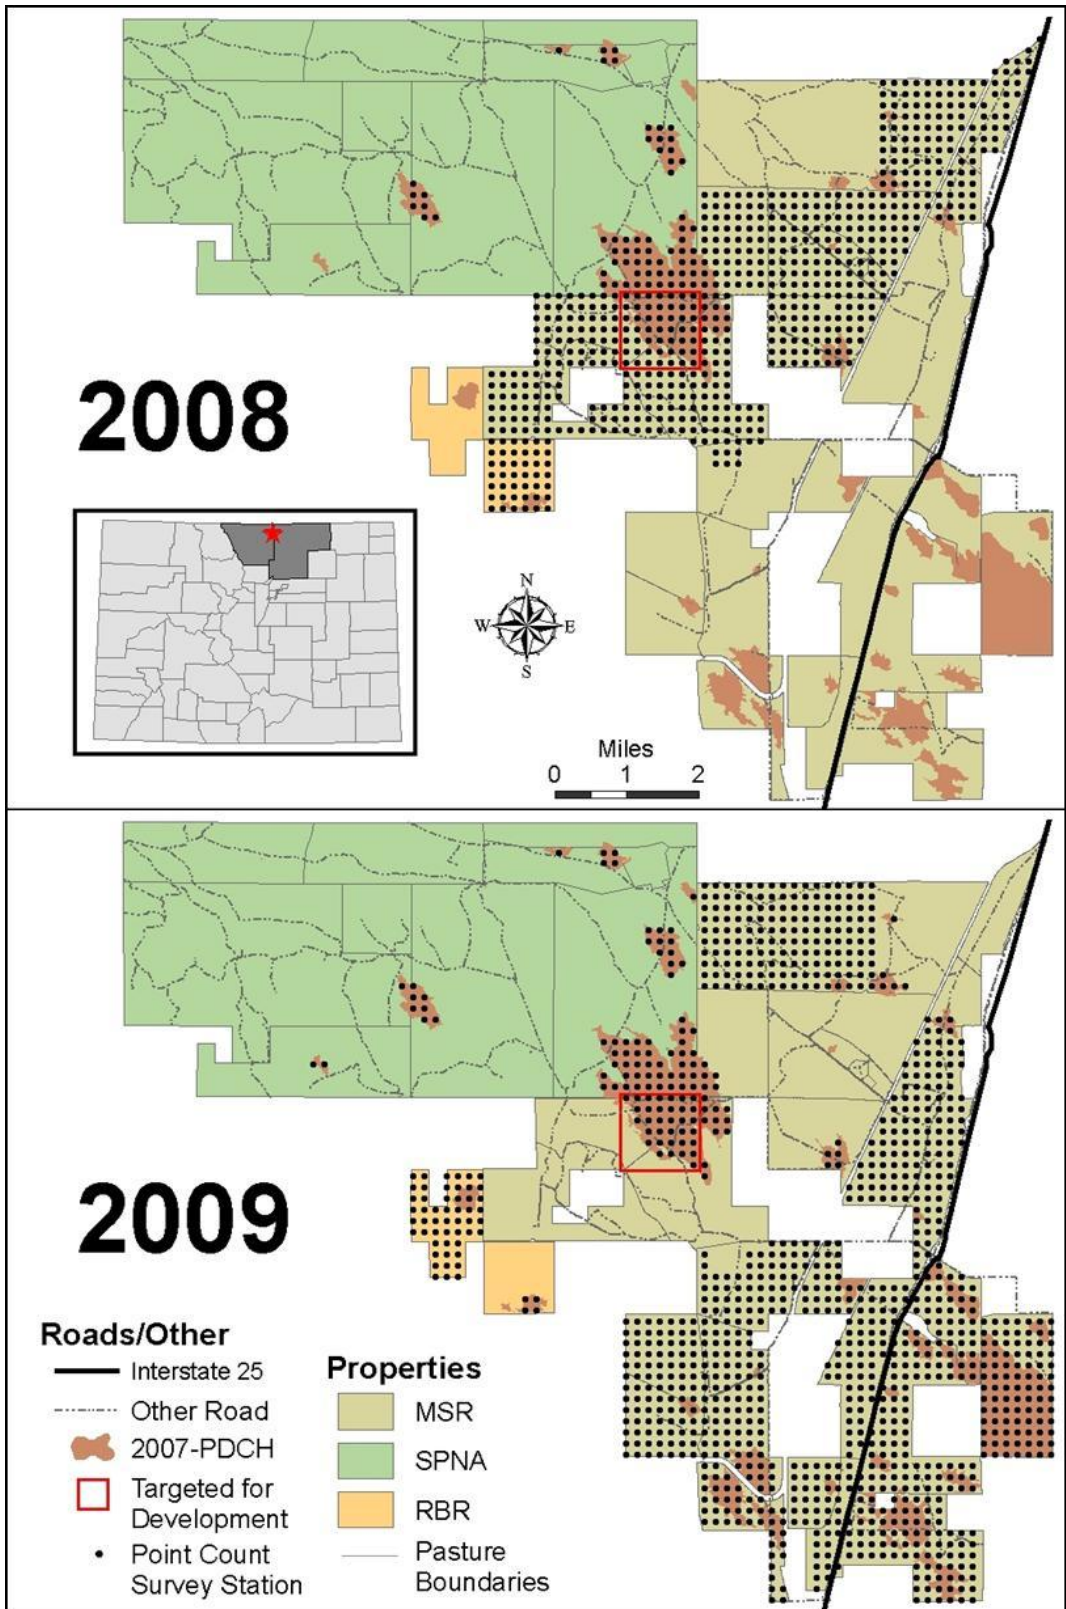 2008
N
W E
S
Miles
0 1 2
2009
Roads/Other
Interstate 25
Other Road
2007-PDCH
Targeted for
Development
Point Count
Survey Station
Properties
MSR
SPNA
RBR
Pasture
Boundaries